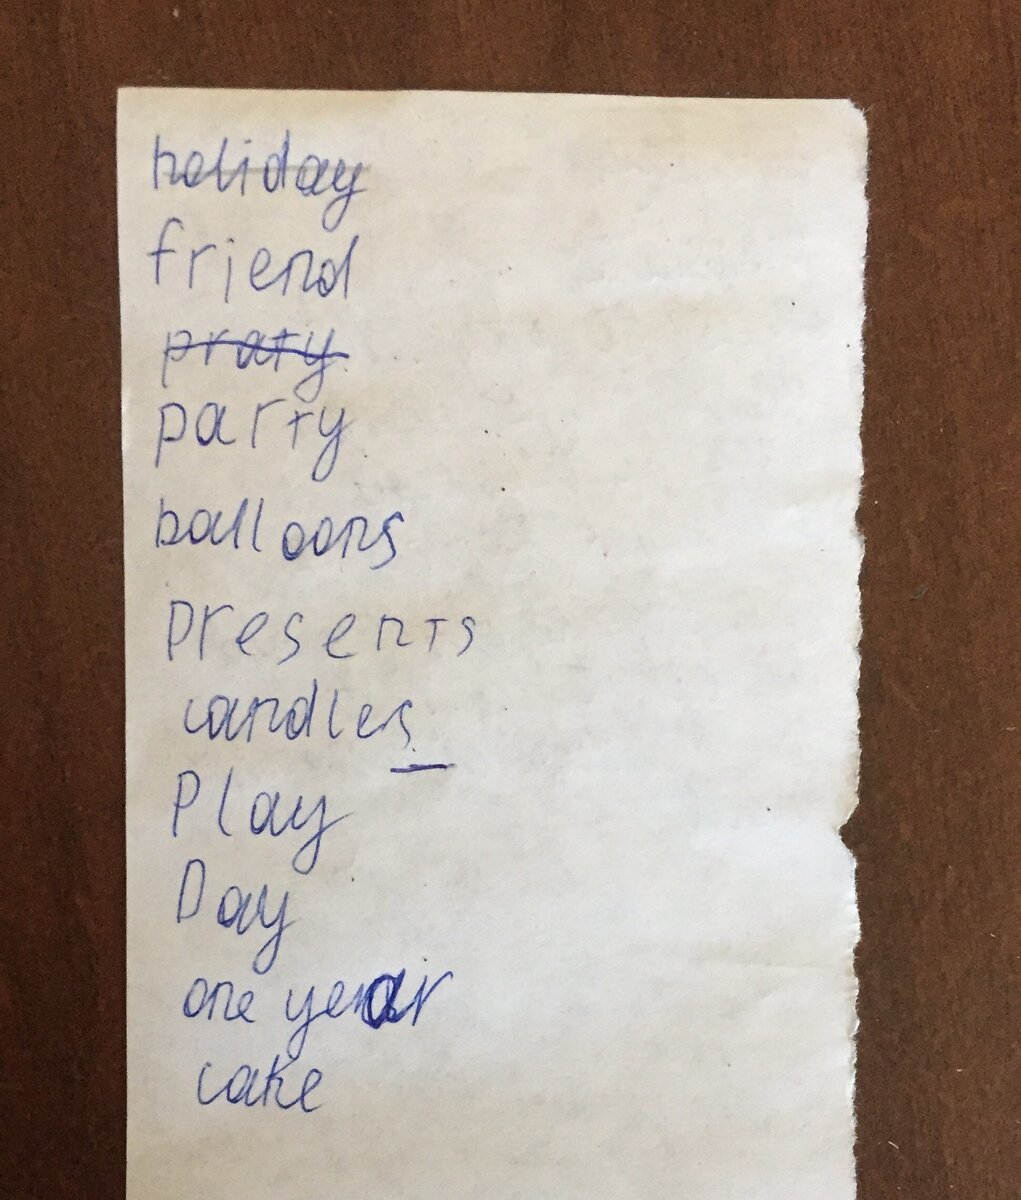 holiday
friend
praty
party
balloons
presents
candles
Play
Day
one year
cake